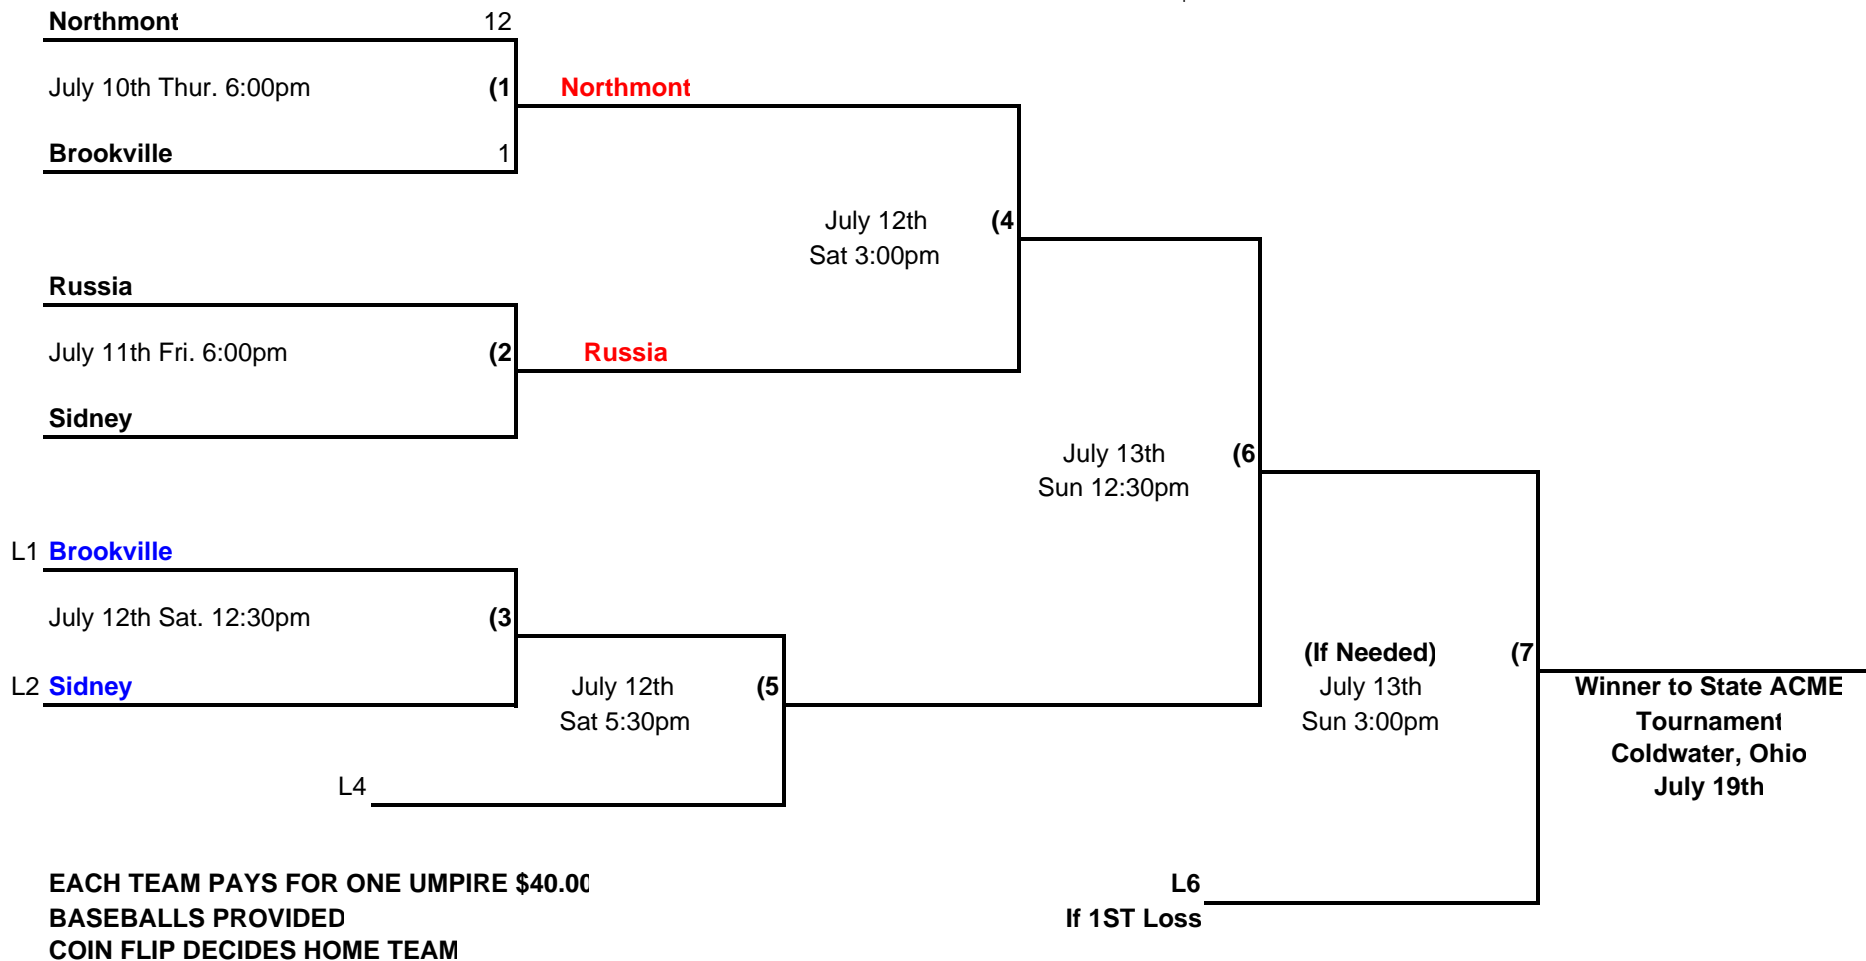 Northmont 12
July 10th Thur. 6:00pm (1 Northmont
Brookville 1
July 12th (4
Sat 3:00pm
Russia
July 11th Fri. 6:00pm (2 Russia
Sidney
July 13th (6
Sun 12:30pm
L1 Brookville
July 12th Sat. 12:30pm (3
(If Needed) (7
L2 Sidney July 12th (5 July 13th Winner to State ACME
Sat 5:30pm Sun 3:00pm Tournament
Coldwater, Ohio
L4 July 19th
EACH TEAM PAYS FOR ONE UMPIRE $40.00 L6
BASEBALLS PROVIDED If 1ST Loss
COIN FLIP DECIDES HOME TEAM